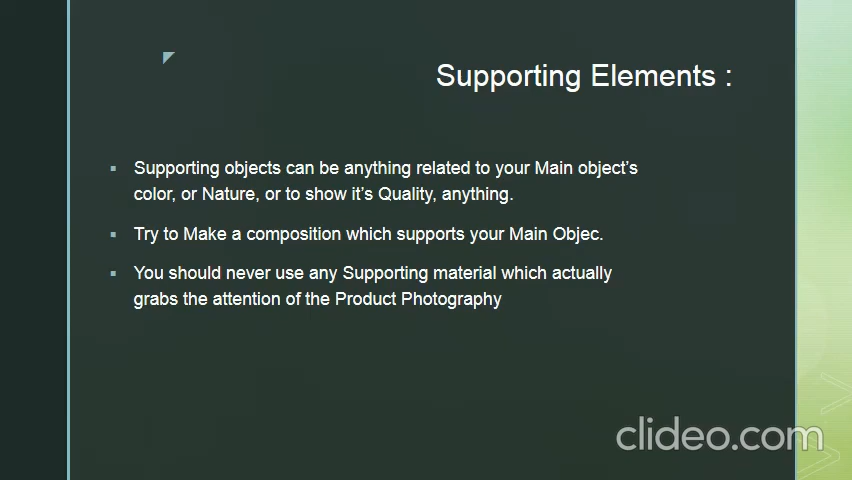 Supporting Elements :
Supporting objects can be anything related to your Main object's
color, or Nature, or to show it's Quality, anything.
Try to Make a composition which supports your Main Objec.
You should never use any Supporting material which actually
grabs the attention of the Product Photography
clideo.com